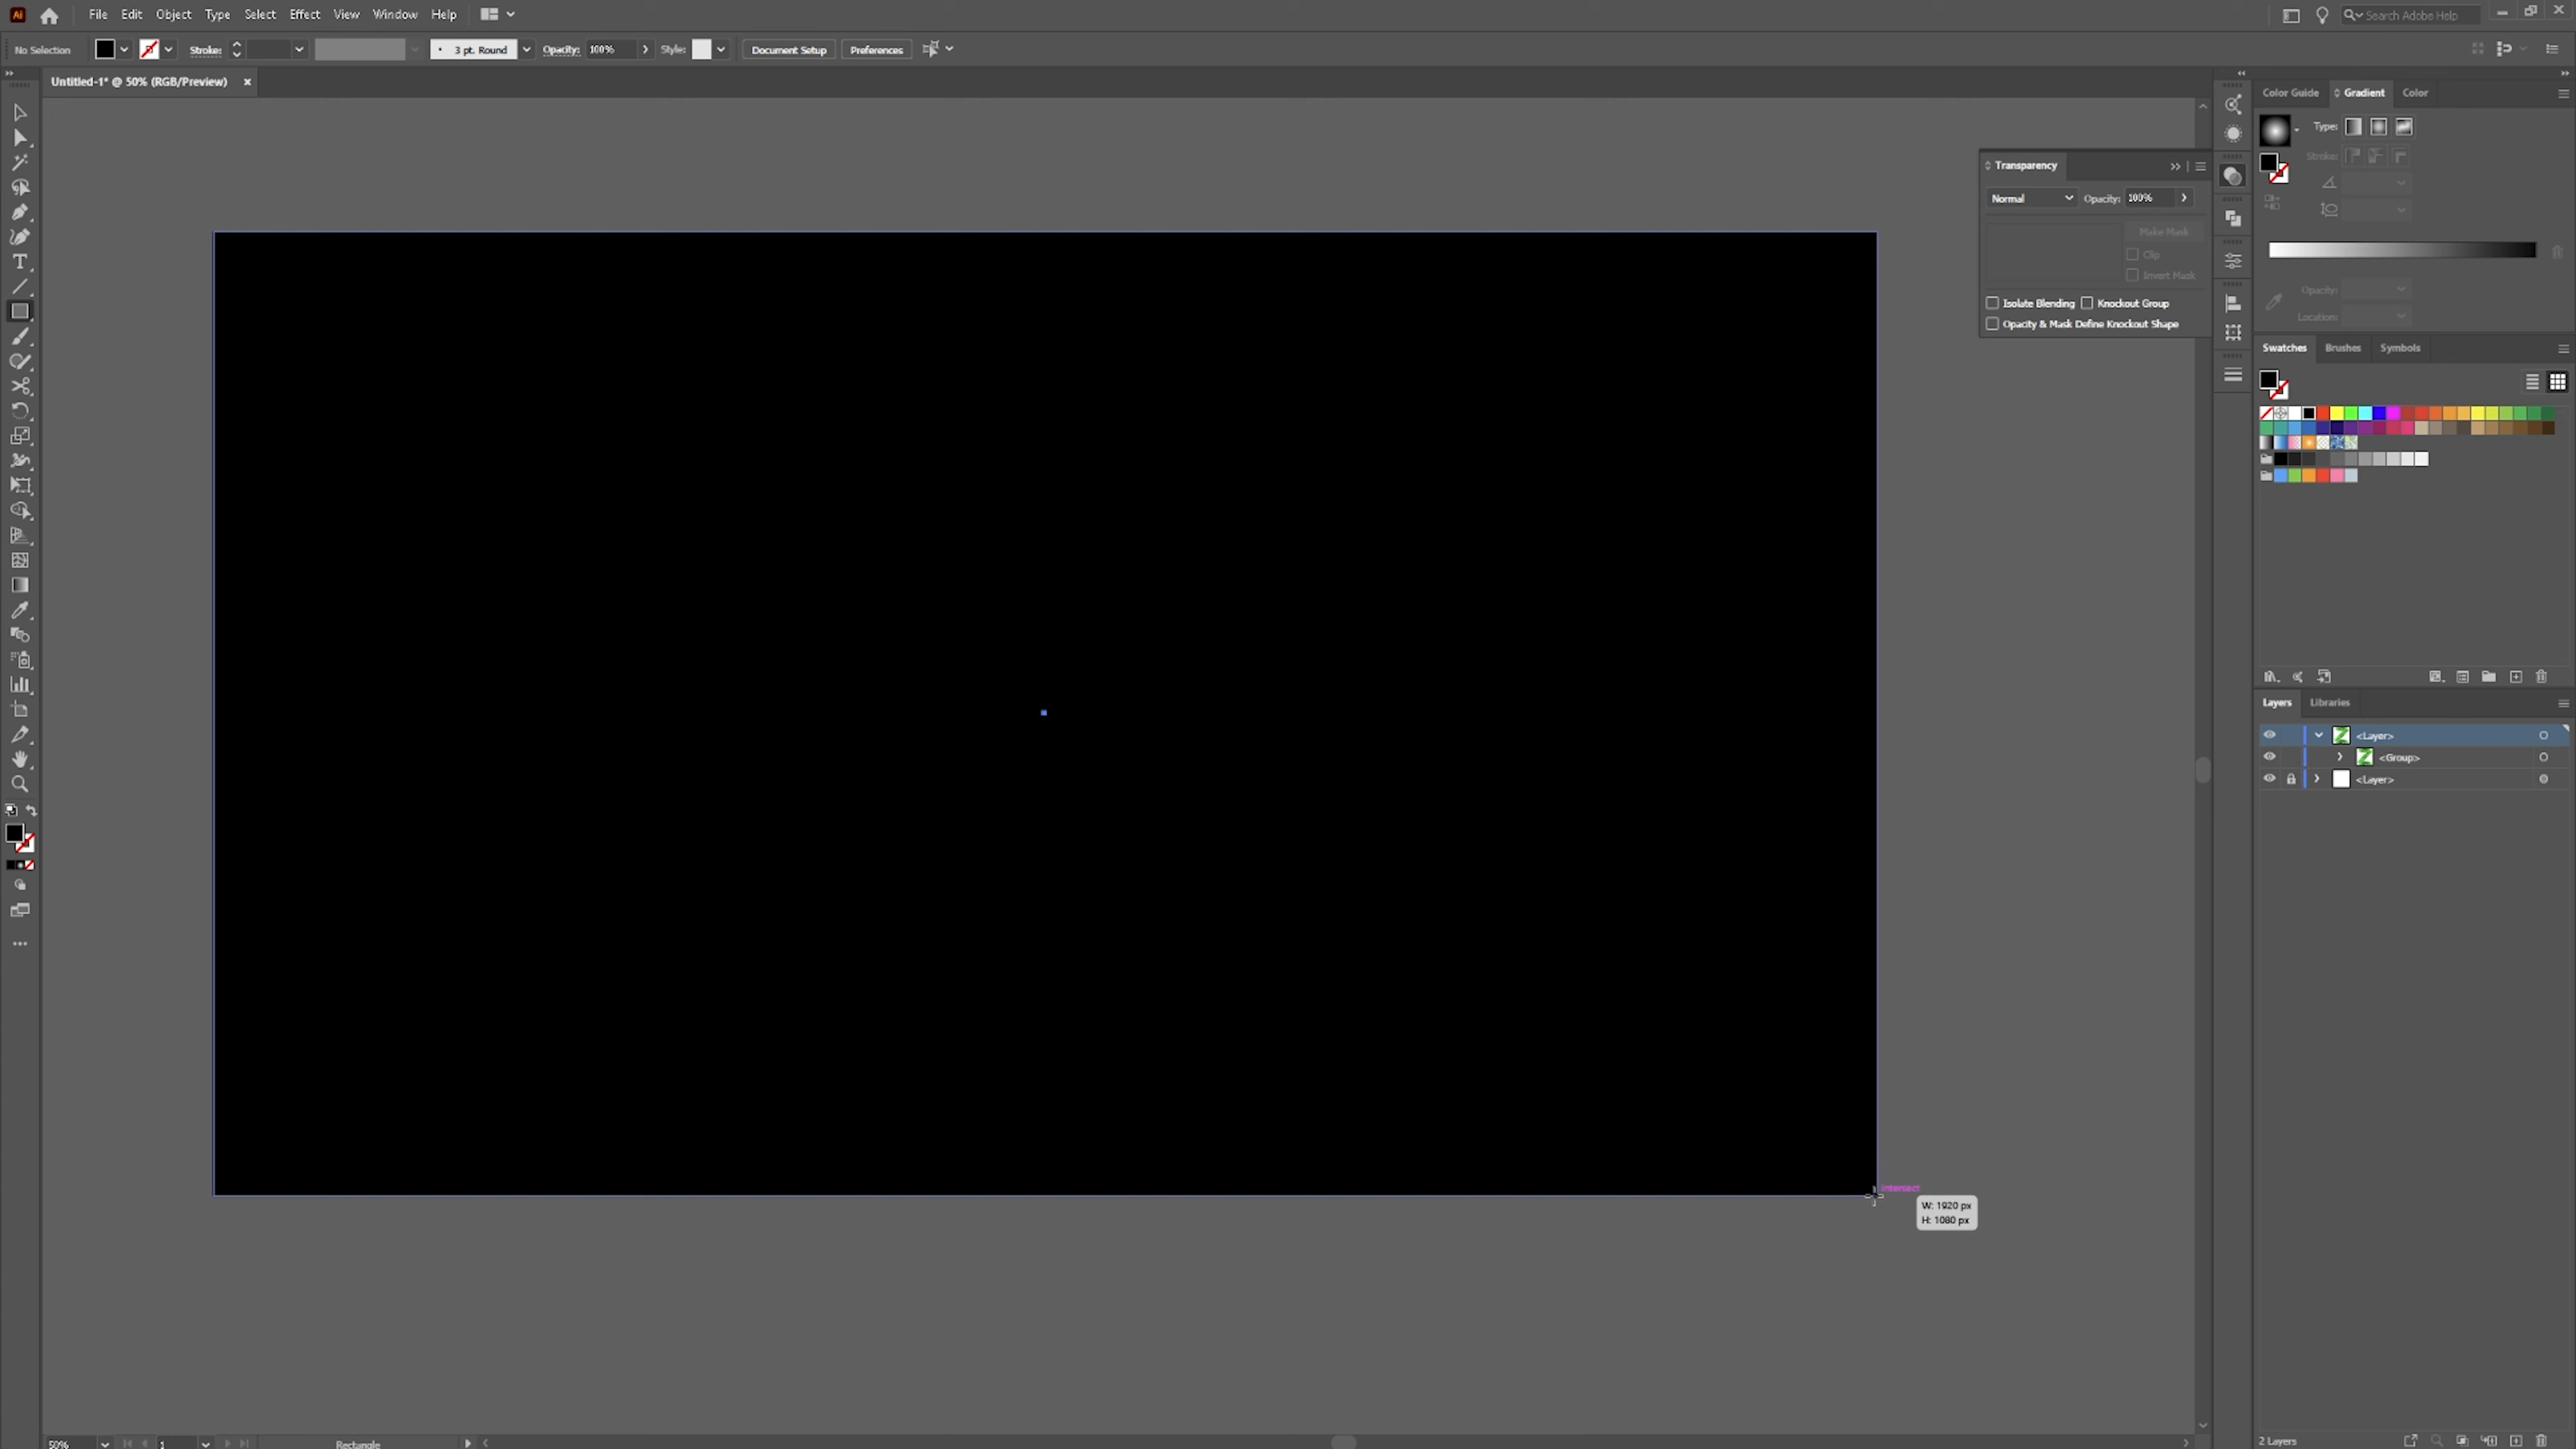 Ai File Edit Object Type Select Effect View Window Help Search Adobe Help
No Selection Stroke: 3 pt. Round Opacity: 100% Style: Document Setup Preferences
Untitled-1* @ 50% (RGB/Preview)
Color Guide Gradient Color
Type:
Stroke:
Opacity:
Location:
Transparency
Normal Opacity: 100%
Make Mask
Clip
Invert Mask
Isolate Blending Knockout Group
Opacity & Mask Define Knockout Shape
Swatches Brushes Symbols
Layers Libraries
<Layer>
<Group>
<Layer>
intersect
W: 1920 px
H: 1080 px
50% 1 Rectangle
2 Layers